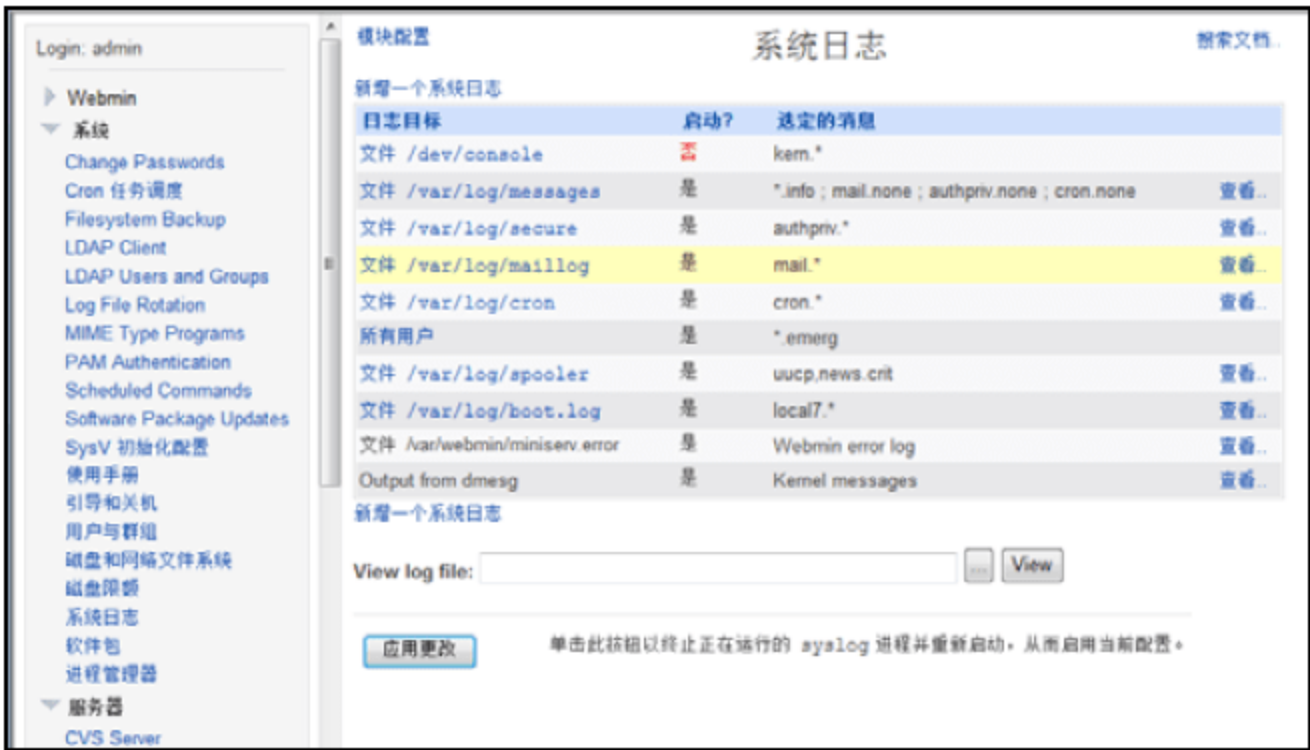 Login: admin
Webmin
系统
Change Passwords
Cron 任务调度
Filesystem Backup
LDAP Client
LDAP Users and Groups
Log File Rotation
MIME Type Programs
PAM Authentication
Scheduled Commands
Software Package Updates
SysV 初始化配置
使用手册
引导和关机
用户与群组
磁盘和网络文件系统
磁盘限额
系统日志
软件包
进程管理器
服务器
CVS Server
模块配置
系统日志
搜索文档..
新增一个系统日志
日志目标 启动? 选定的消息
文件 /dev/console 否 kern.*
文件 /var/log/messages 是 *.info ; mail.none ; authpriv.none ; cron.none 查看..
文件 /var/log/secure 是 authpriv.* 查看..
文件 /var/log/maillog 是 mail.* 查看..
文件 /var/log/cron 是 cron.* 查看..
所有用户 是 *.emerg
文件 /var/log/spooler 是 uucp,news.crit 查看..
文件 /var/log/boot.log 是 local7.* 查看..
文件 /var/webmin/miniserv.error 是 Webmin error log 查看..
Output from dmesg 是 Kernel messages 查看..
新增一个系统日志
View log file: ... View
应用更改 单击此按钮以终止正在运行的 syslog 进程并重新启动，从而启用当前配置。